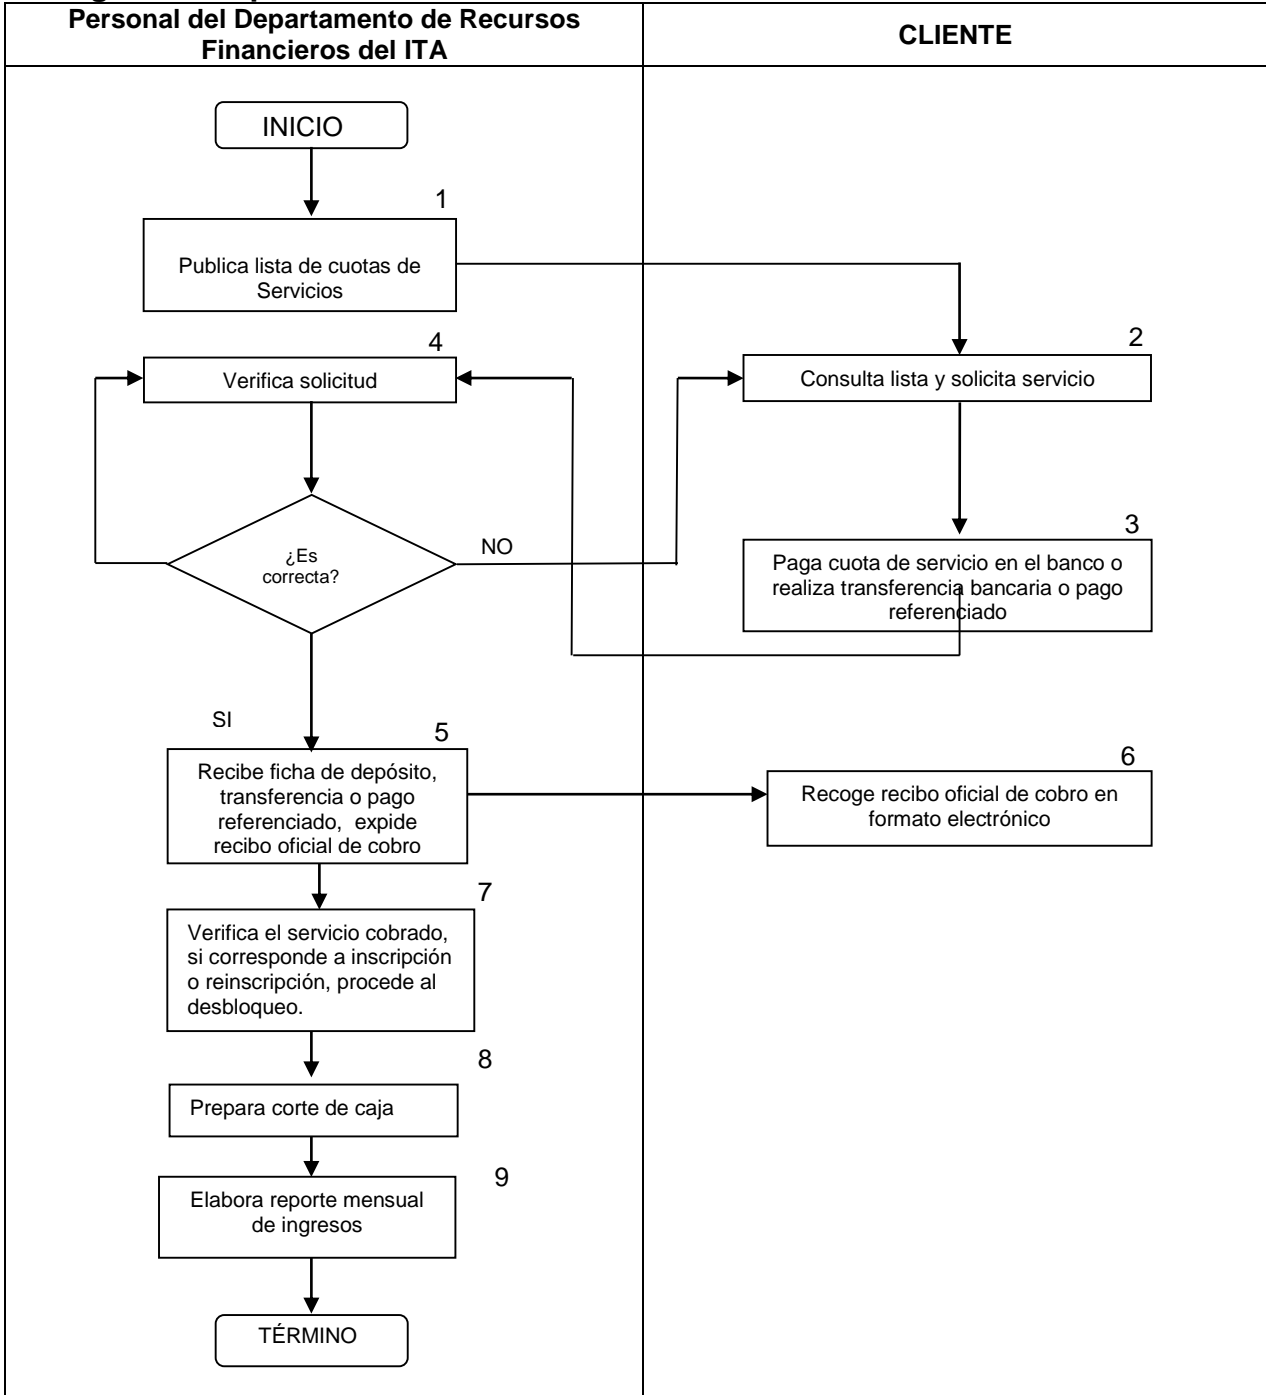 Personal del Departamento de Recursos
Financieros del ITA
CLIENTE
INICIO
1
Publica lista de cuotas de
Servicios
2
Consulta lista y solicita servicio
3
Paga cuota de servicio en el banco o
realiza transferencia bancaria o pago
referenciado
4
Verifica solicitud
¿Es
correcta?
NO
SI
5
Recibe ficha de depósito,
transferencia o pago
referenciado, expide
recibo oficial de cobro
6
Recoge recibo oficial de cobro en
formato electrónico
7
Verifica el servicio cobrado,
si corresponde a inscripción
o reinscripción, procede al
desbloqueo.
8
Prepara corte de caja
9
Elabora reporte mensual
de ingresos
TÉRMINO